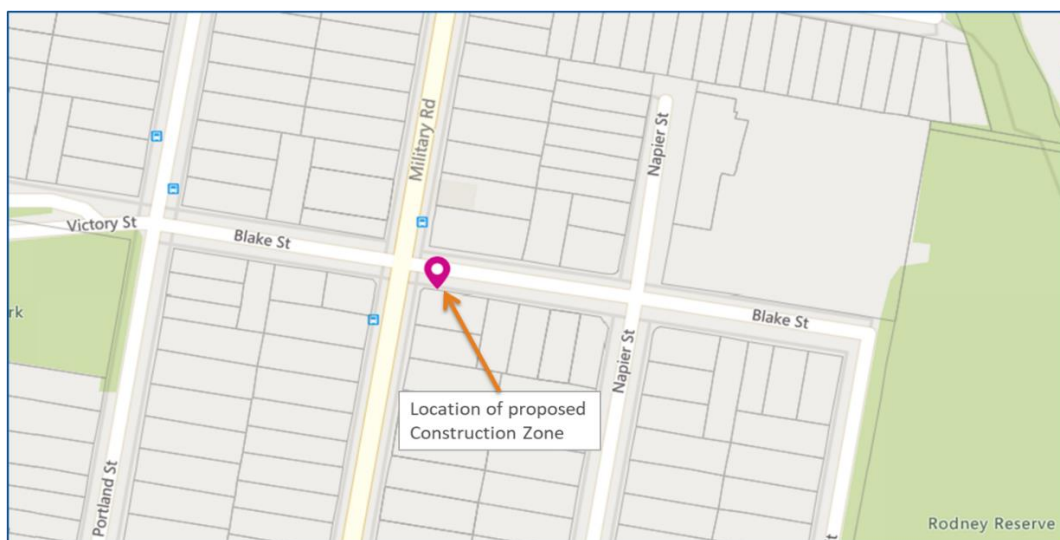 Military Rd
Napier St
Victory St
Blake St
rk
Blake St
Napier St
Location of proposed
Construction Zone
Portland St
Rodney Reserve
t